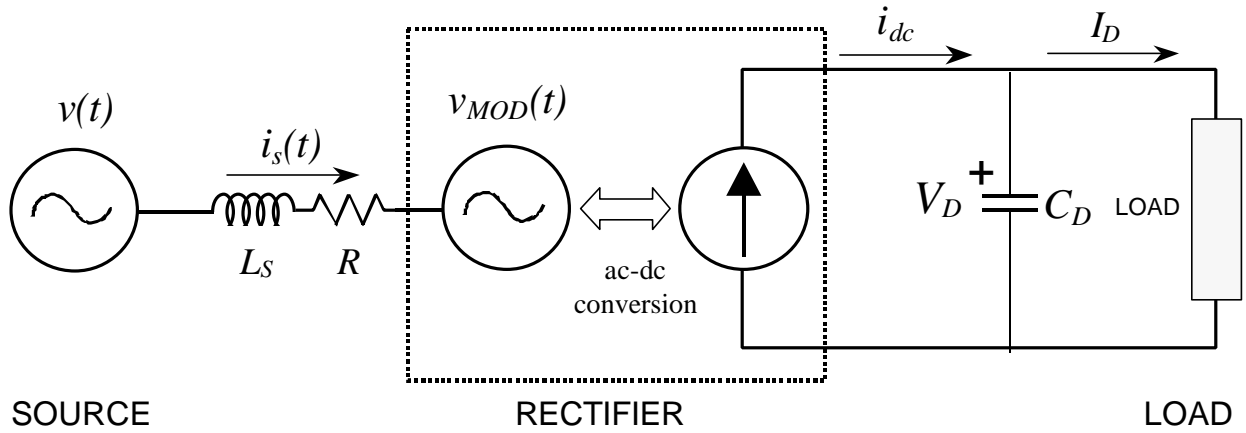 i_dc
I_D
v(t)
v_MOD(t)
i_s(t)
+
V_D
C_D
LOAD
L_S
R
ac-dc
conversion
SOURCE
RECTIFIER
LOAD